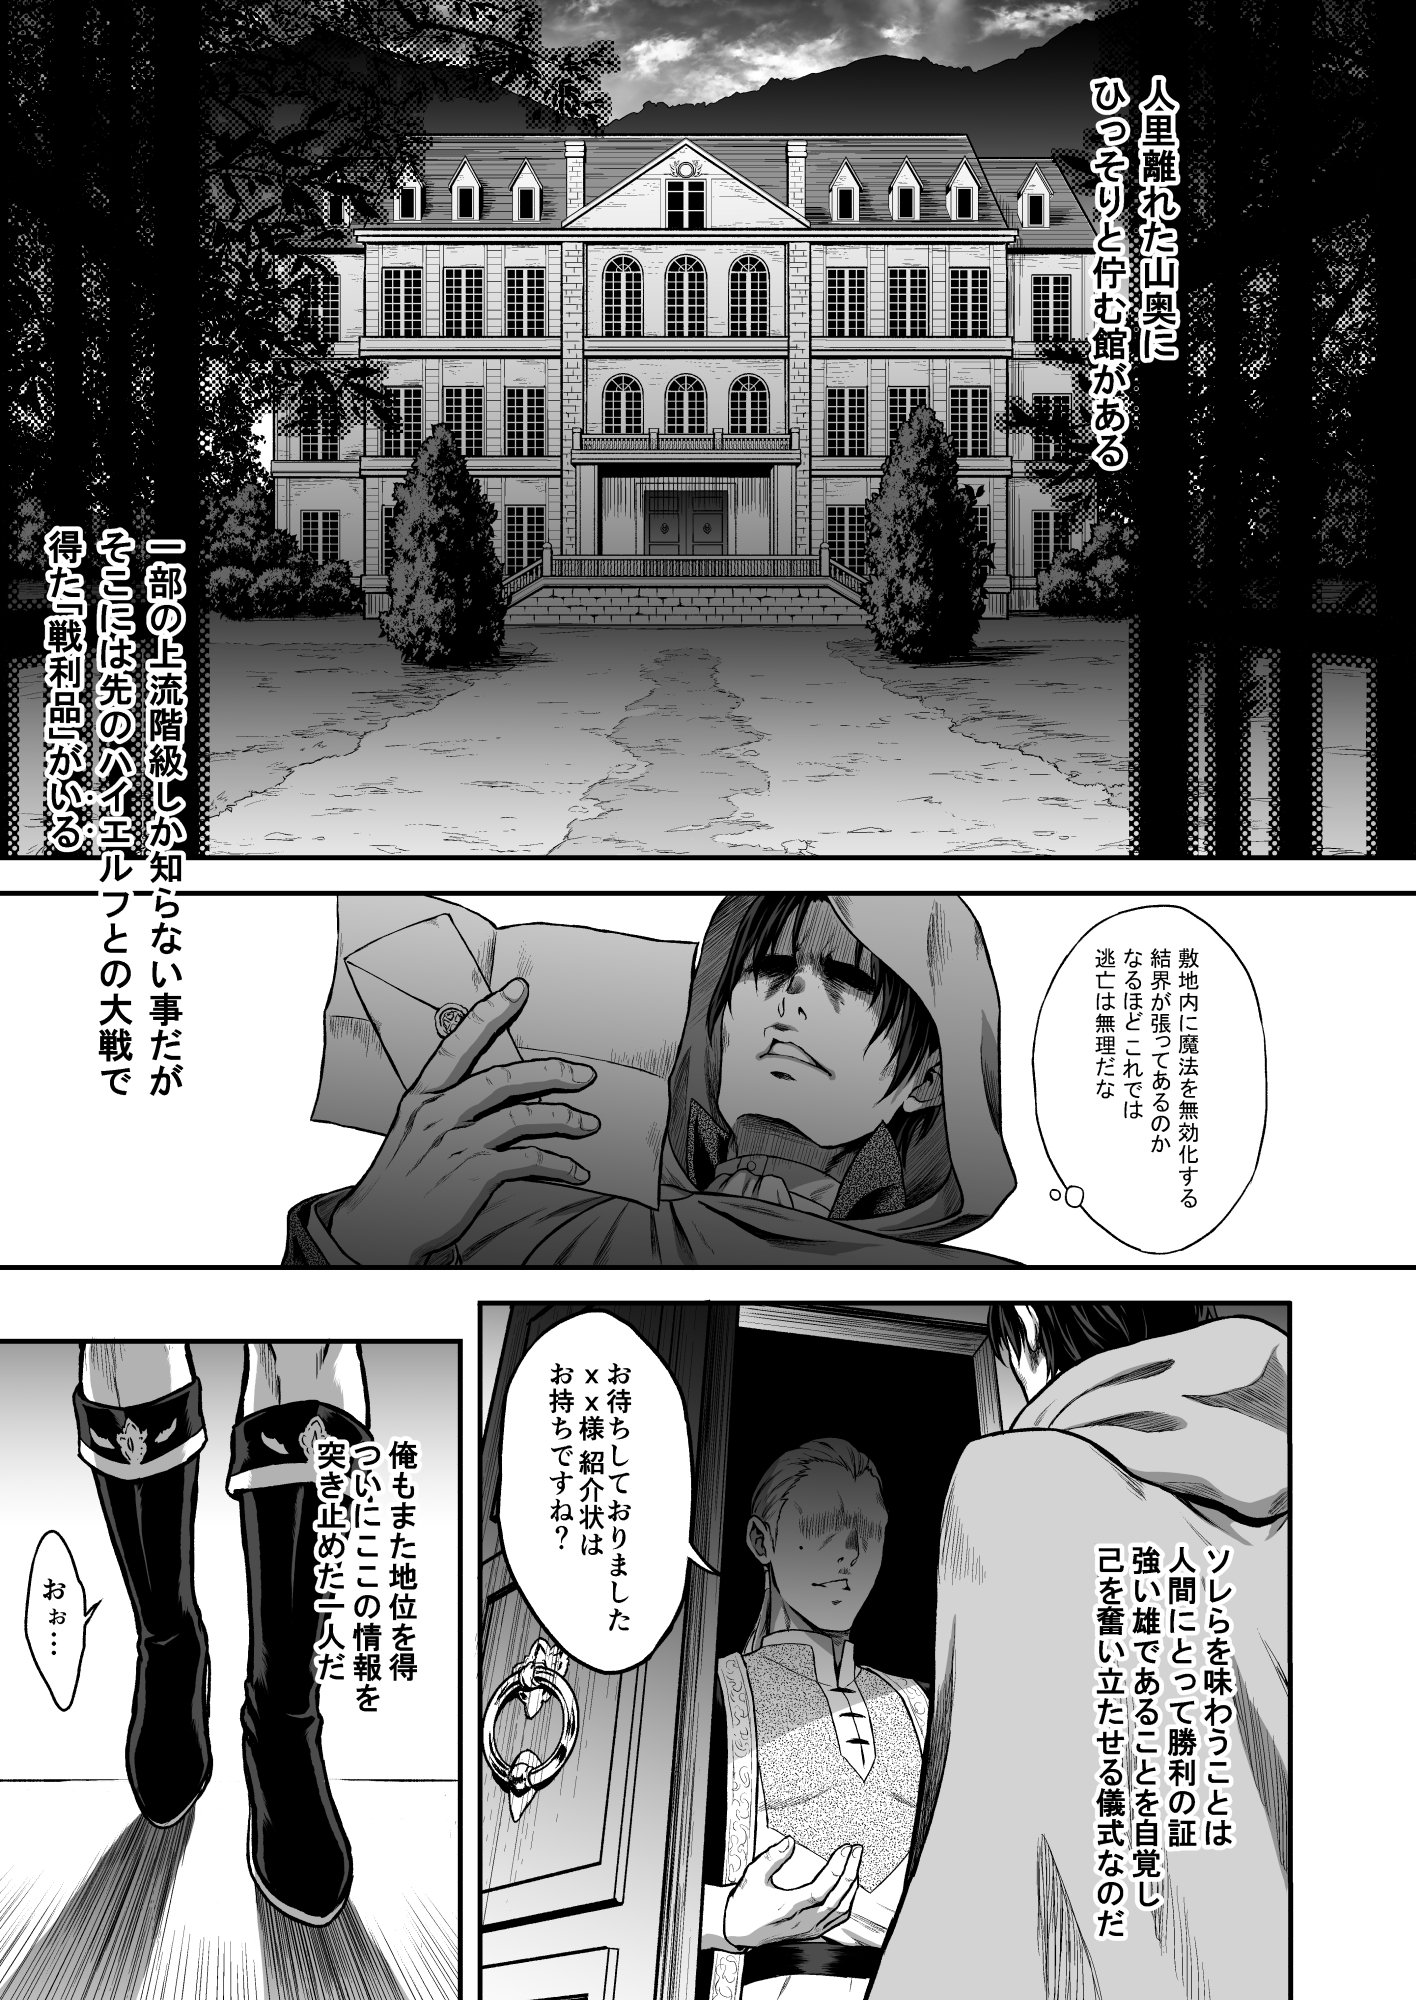 人里離れた山奥に
ひっそりと佇む館がある
一部の上流階級しか知らない事だが
そこには先のハイエルフとの大戦で
得た「戦利品」がいる
敷地内に魔法を無効化する
結界が張ってあるのか
なるほど これでは
逃亡は無理だな
お待ちしておりました
ｘｘ様 紹介状は
お持ちですね？
ソレらを味わうことは
人間にとって勝利の証
強い雄であることを自覚し
己を奮い立たせる儀式なのだ
俺もまた地位を得
ついにここの情報を
突き止めた一人だ
おぉ…